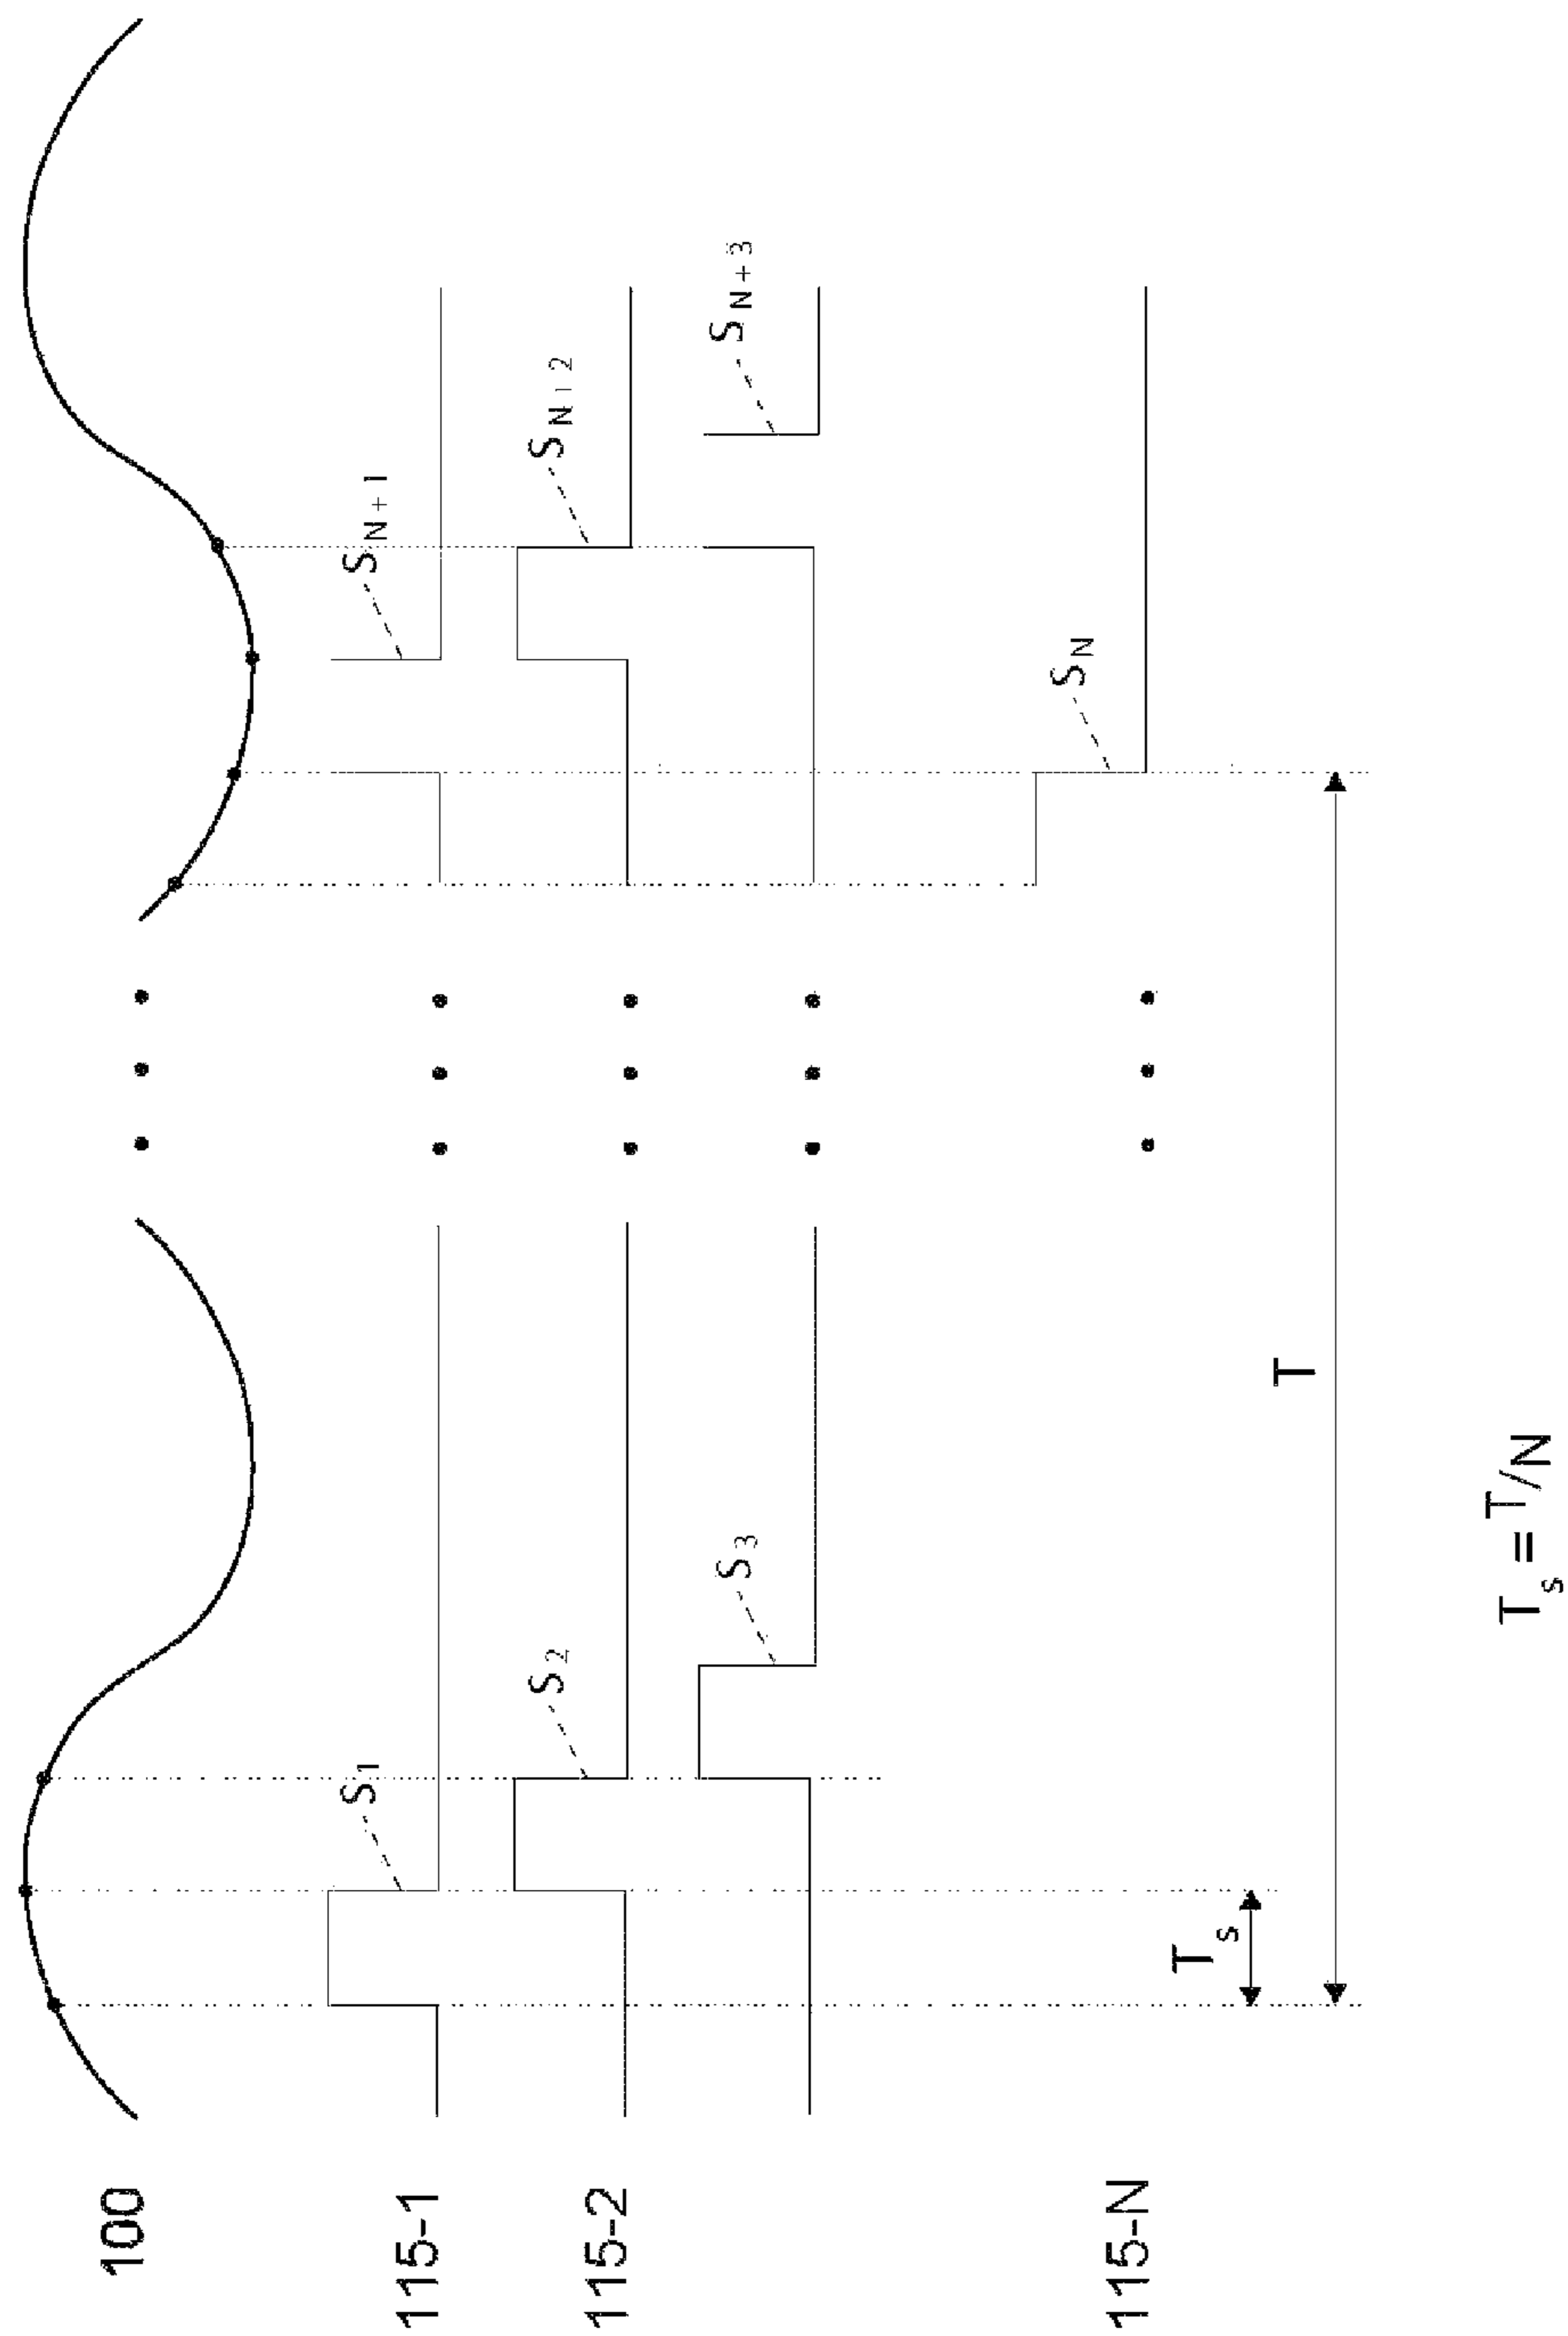 100
115-1
S1
SN+1
115-2
S2
SN+2
S3
SN+3
115-N
SN
Ts
T
Ts = T/N